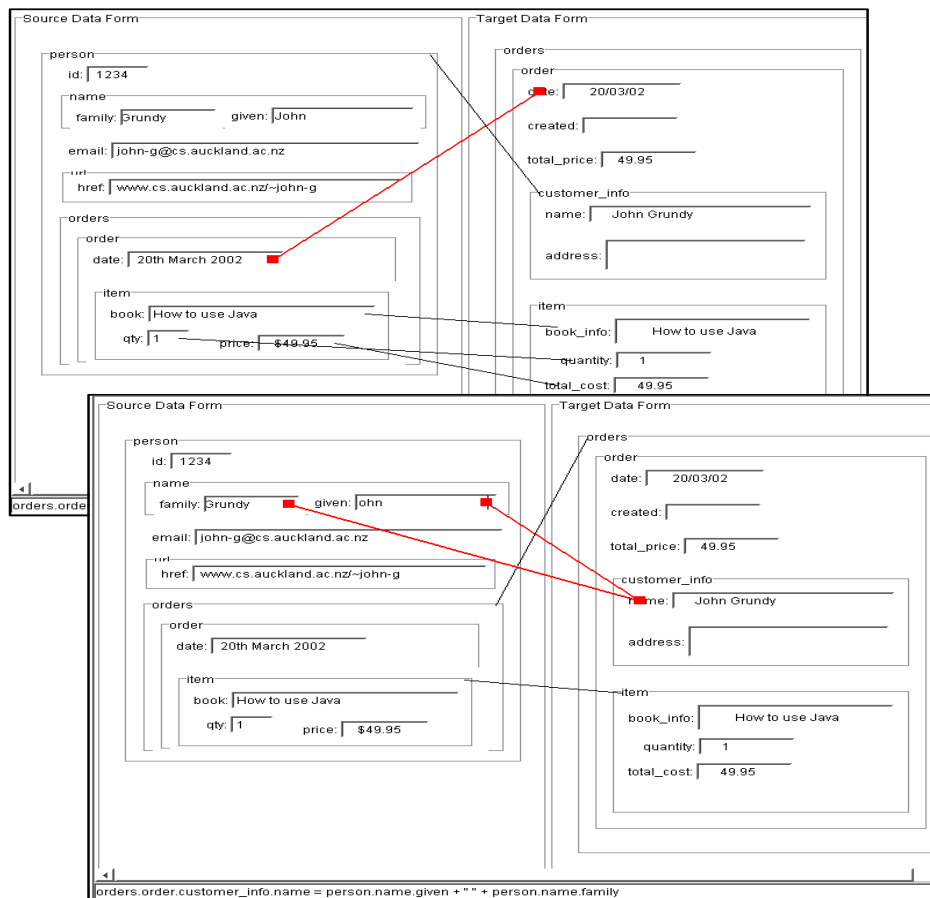 Source Data Form
Target Data Form
person
id: 1234
name
family: Grundy given: John
email: john-g@cs.auckland.ac.nz
url
href: www.cs.auckland.ac.nz/~john-g
orders
order
date: 20th March 2002
item
book: How to use Java
qty: 1 price: $49.95
orders
order
date: 20/03/02
created:
total_price: 49.95
customer_info
name: John Grundy
address:
item
book_info: How to use Java
quantity: 1
total_cost: 49.95
orders.orde
Source Data Form
Target Data Form
person
id: 1234
name
family: Grundy given: ohn
email: john-g@cs.auckland.ac.nz
url
href: www.cs.auckland.ac.nz/~john-g
orders
order
date: 20th March 2002
item
book: How to use Java
qty: 1 price: $49.95
orders
order
date: 20/03/02
created:
total_price: 49.95
customer_info
name: John Grundy
address:
item
book_info: How to use Java
quantity: 1
total_cost: 49.95
orders.order.customer_info.name = person.name.given + " " + person.name.family